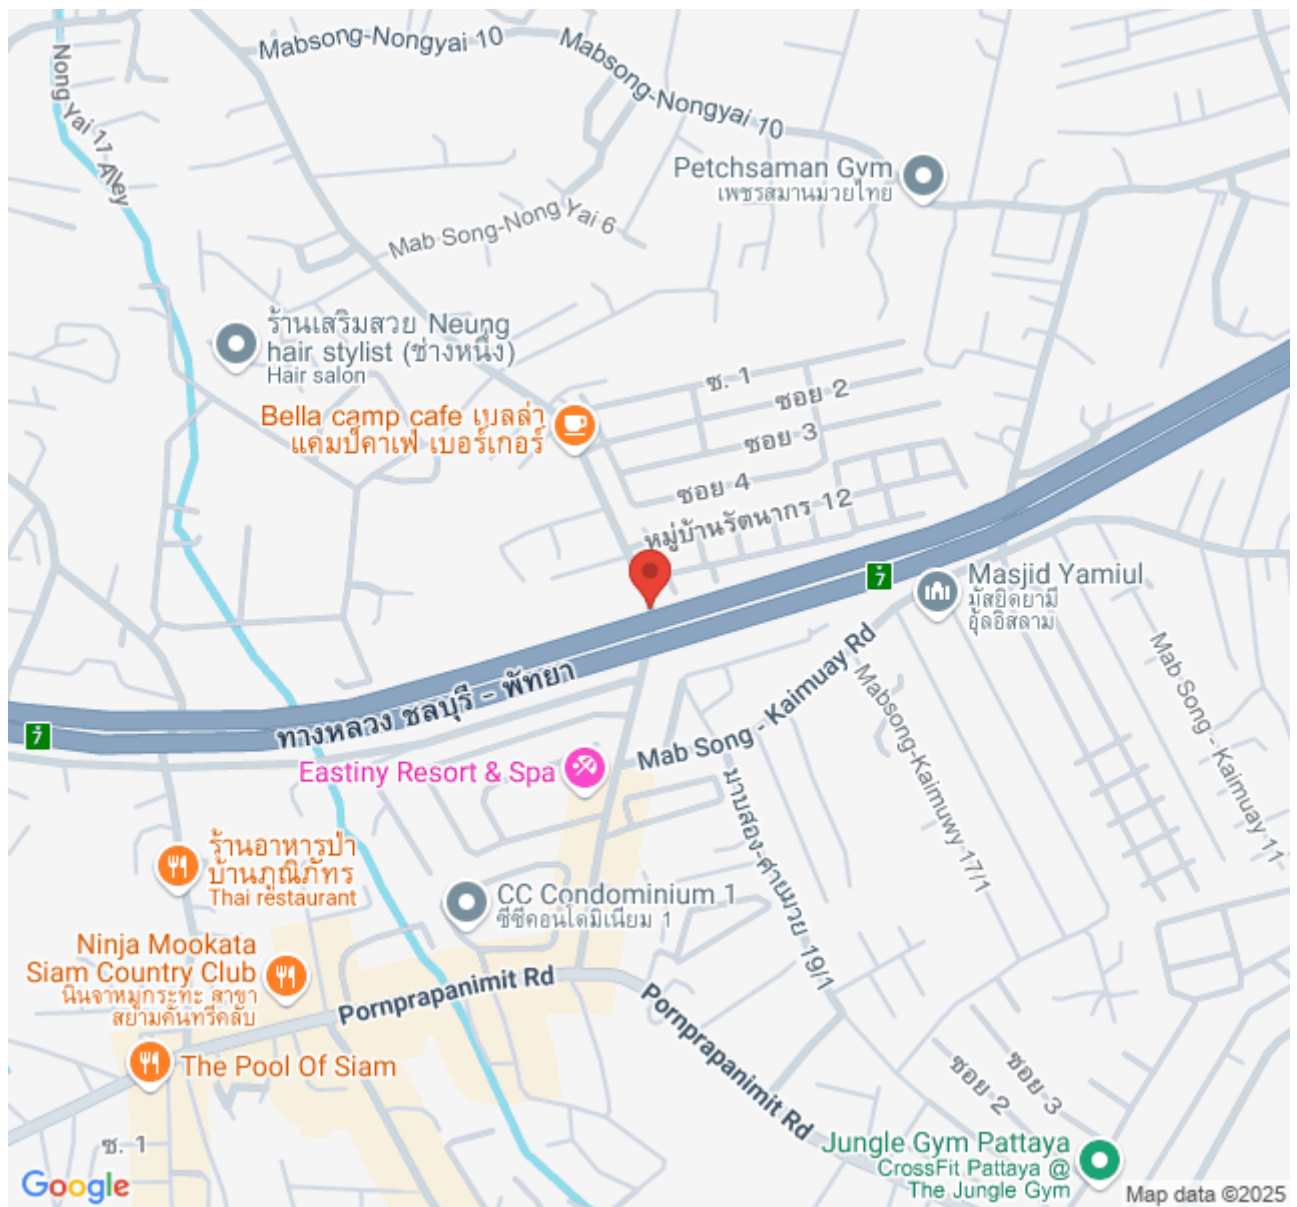 Mabsong-Nongyai 10
Mabsong-Nongyai 10
Nong Yai 11 Alley
Petchsaman Gym
เพชรสมานมวยไทย
Mab Song-Nong Yai 6
ร้านเสริมสวย Neung
hair stylist (ช่างหนึ่ง)
Hair salon
ซ. 1
ซอย 2
Bella camp cafe เบลล่า
แคมป์คาเฟ่ เบอร์เกอร์
ซอย 3
ซอย 4
หมู่บ้านรัตนากร 12
7
Masjid Yamiul
มัสยิดยามี
อุ้ลอิสลาม
ทางหลวง ชลบุรี - พัทยา
7
Mab Song - Kaimuay Rd
Mabsong-Kaimuwy 17/1
Mab Song - Kaimuay 11
Eastiny Resort & Spa
มาบสอง-ศายมวย 19/1
ร้านอาหารป่า
บ้านภูณิภัทร
Thai restaurant
CC Condominium 1
ซีซีคอนโดมิเนียม 1
Ninja Mookata
Siam Country Club
นินจาหมูกระทะ สาขา
สยามคันทรีคลับ
Pornprapanimit Rd
Pornprapanimit Rd
The Pool Of Siam
ซอย 2
ซอย 3
ซ. 1
Jungle Gym Pattaya
CrossFit Pattaya @
The Jungle Gym
Google
Map data ©2025